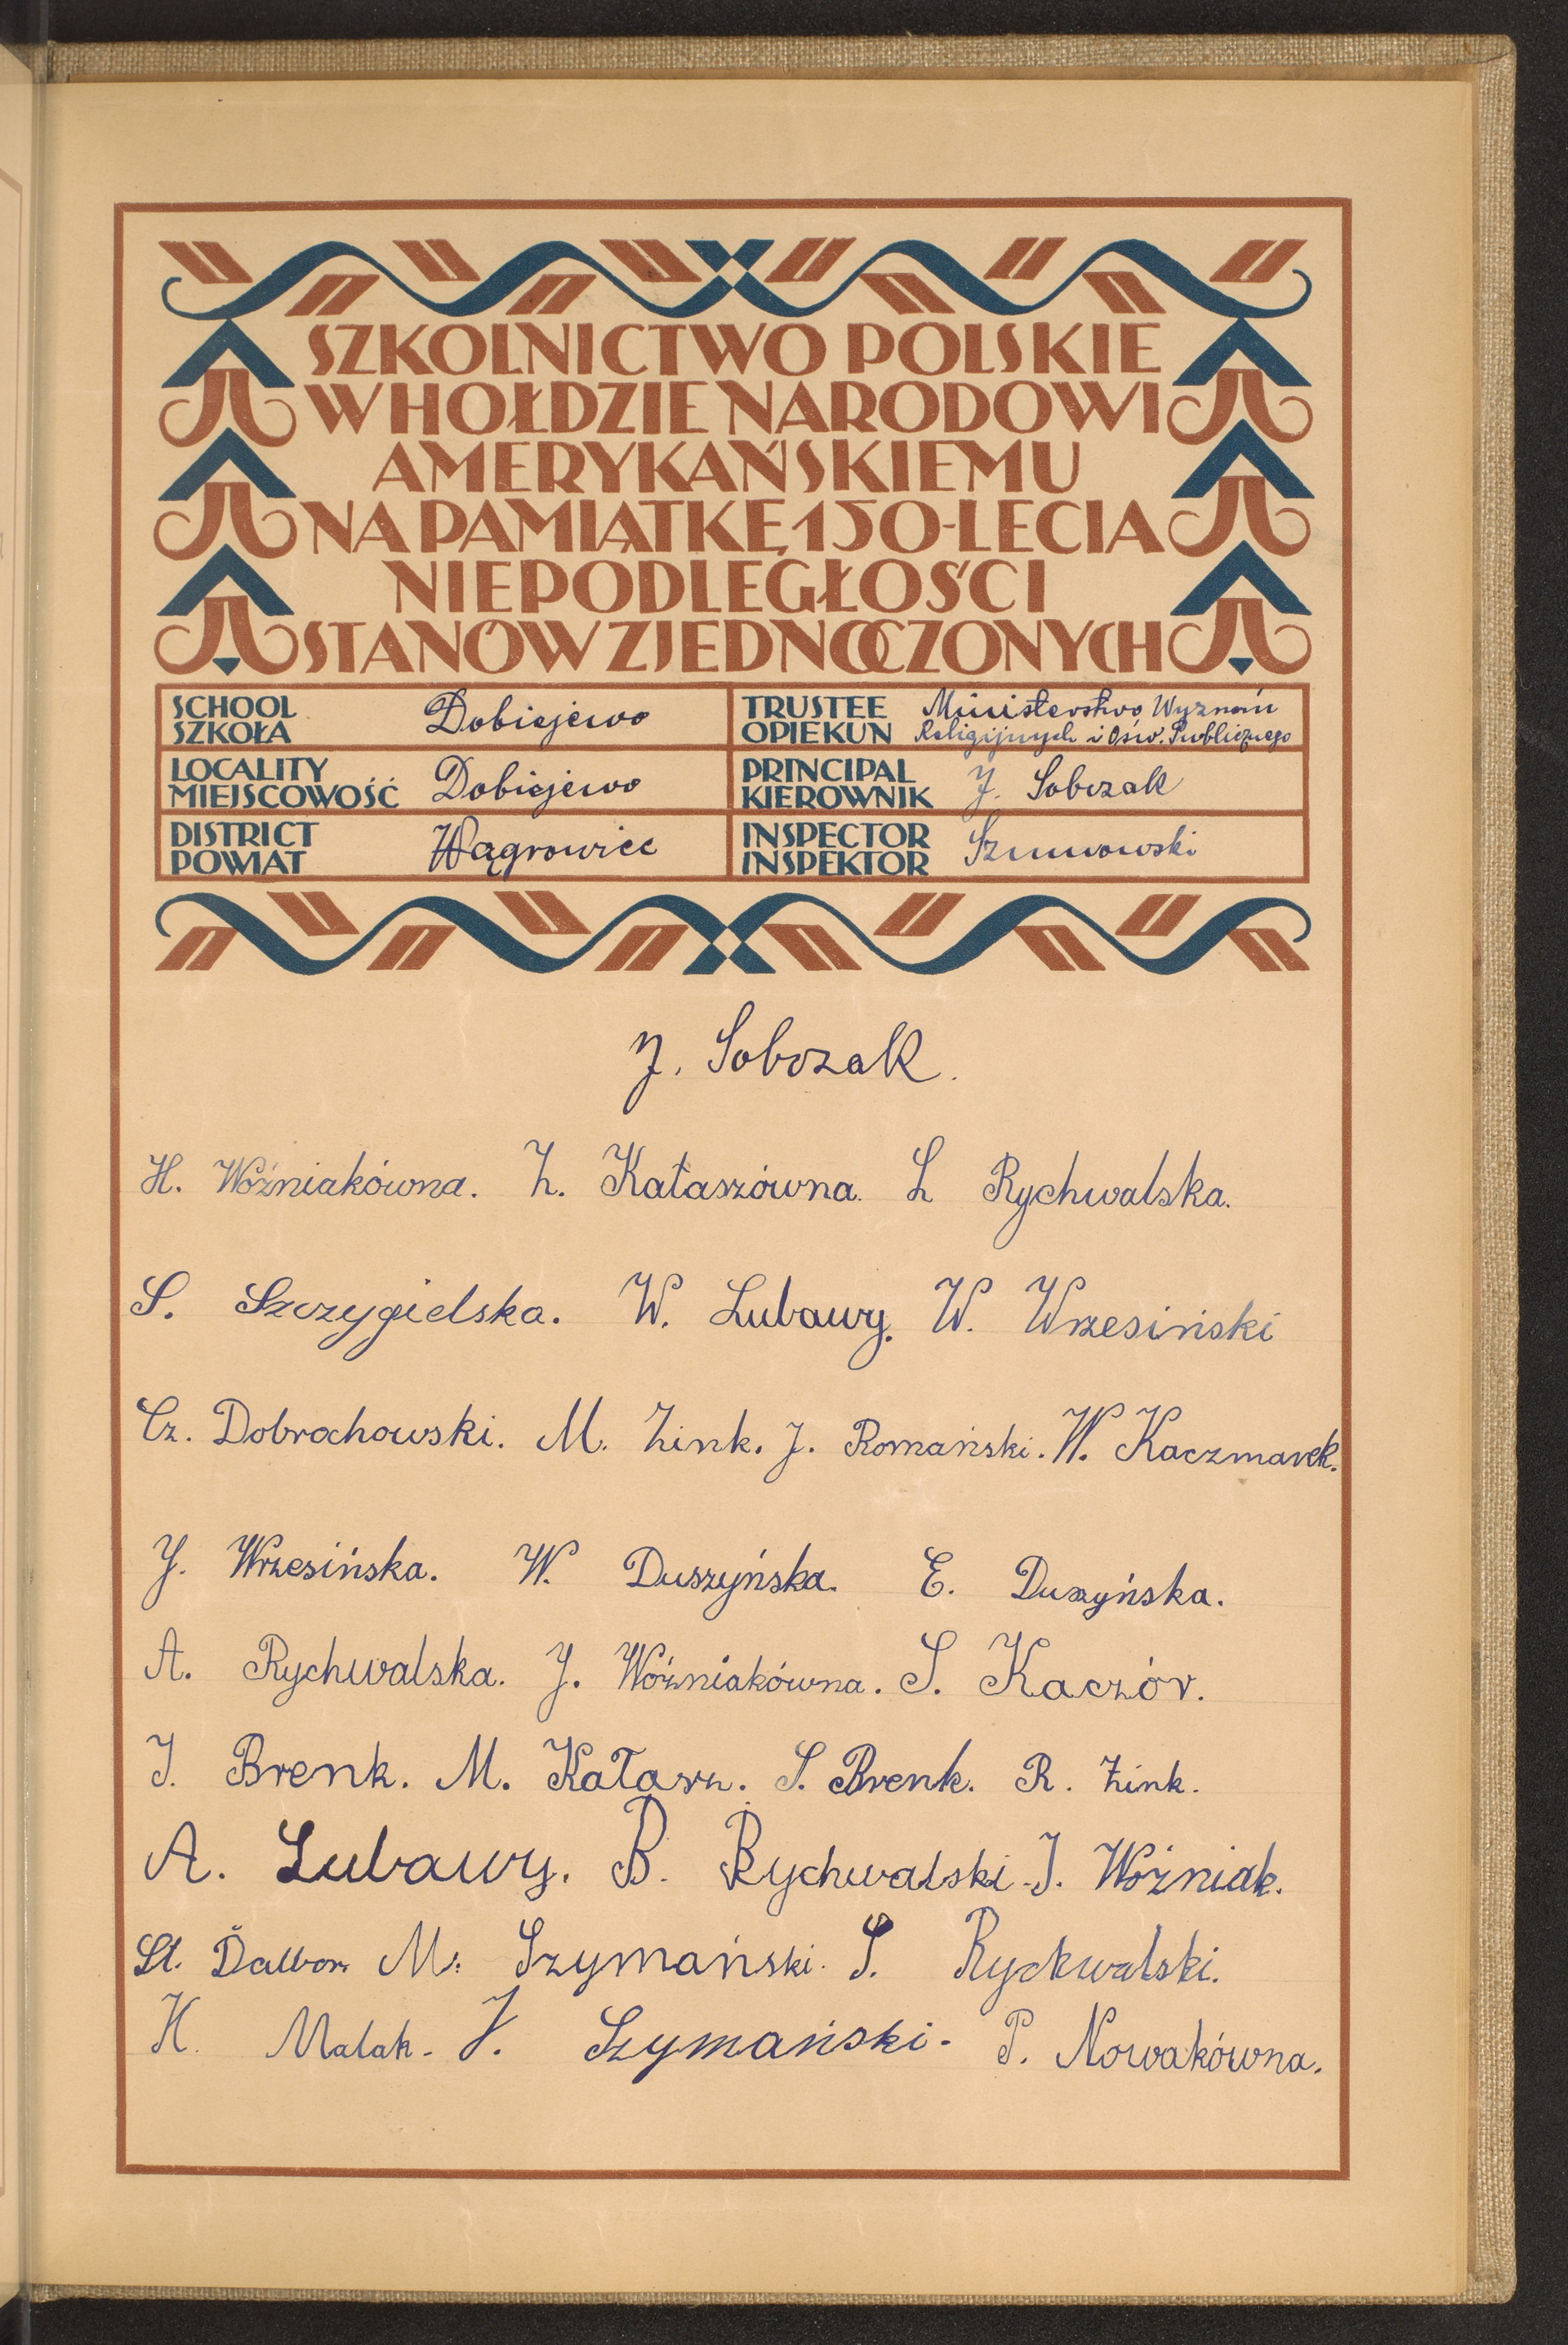 SZKOLNICTWO POLSKIE
W HOŁDZIE NARODOWI
AMERYKAŃSKIEMU
NA PAMIĄTKĘ 150-LECIA
NIEPODLEGŁOŚCI
STANÓW ZJEDNOCZONYCH
SCHOOL
SZKOŁA
Dobiejewo
TRUSTEE
OPIEKUN
Ministerstwo Wyznań
Religijnych i Ośw. Publicznego
LOCALITY
MIEJSCOWOŚĆ
Dobiejewo
PRINCIPAL
KIEROWNIK
J. Sobczak
DISTRICT
POWIAT
Wągrowiec
INSPECTOR
INSPEKTOR
J. Sobczak.
H. Woźniakówna. Z. Kałaszówna. L Rychwalska.
S. Szczygielska. W. Lubawy. W. Wrzesiński
Cz. Dobrochowski. M. Zink. J. Romański. W. Kaczmarek.
J. Wrzesińska. W. Duszyńska. E. Duszyńska.
A. Rychwalska. J. Woźniakówna. S. Kaczór.
J. Brenk. M. Kałasz. S. Brenk. R. Zink.
A. Lubawy. B. Rychwalski. J. Woźniak.
St. Dalbor. M. Szymański. S. Rychwalski.
H. Malak. J. Szymański. P. Nowakówna.